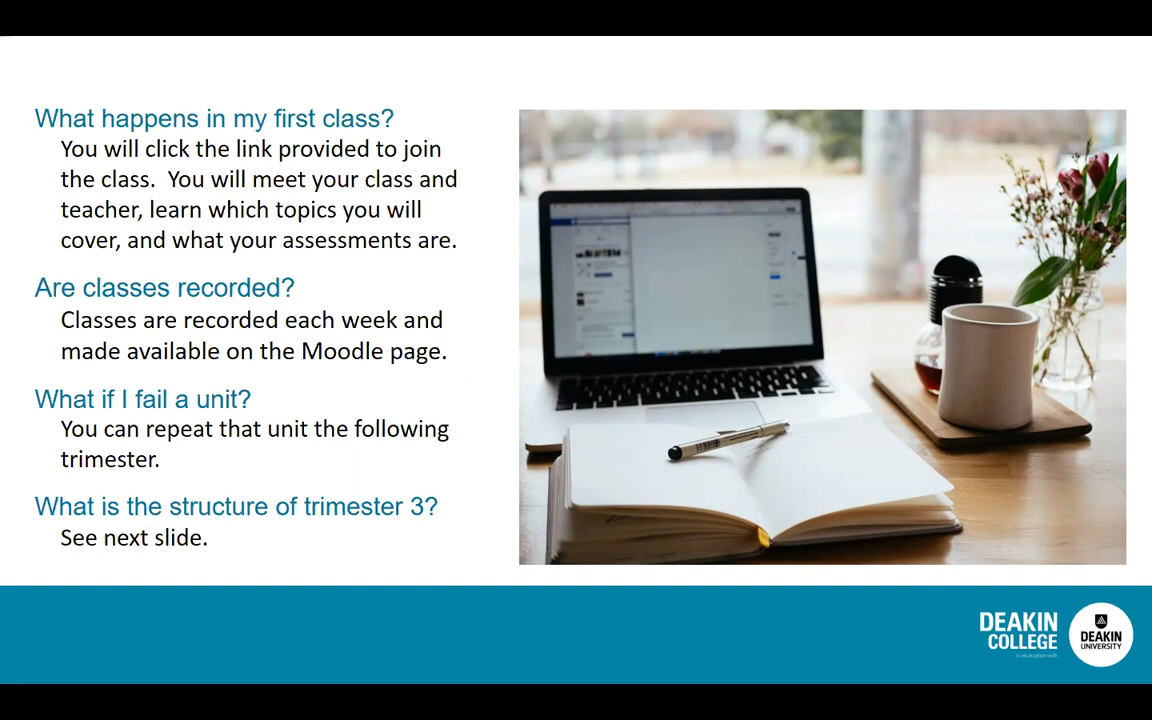 What happens in my first class?
You will click the link provided to join
the class.  You will meet your class and
teacher, learn which topics you will
cover, and what your assessments are.
Are classes recorded?
Classes are recorded each week and
made available on the Moodle page.
What if I fail a unit?
You can repeat that unit the following
trimester.
What is the structure of trimester 3?
See next slide.
DEAKIN
COLLEGE
DEAKIN
UNIVERSITY